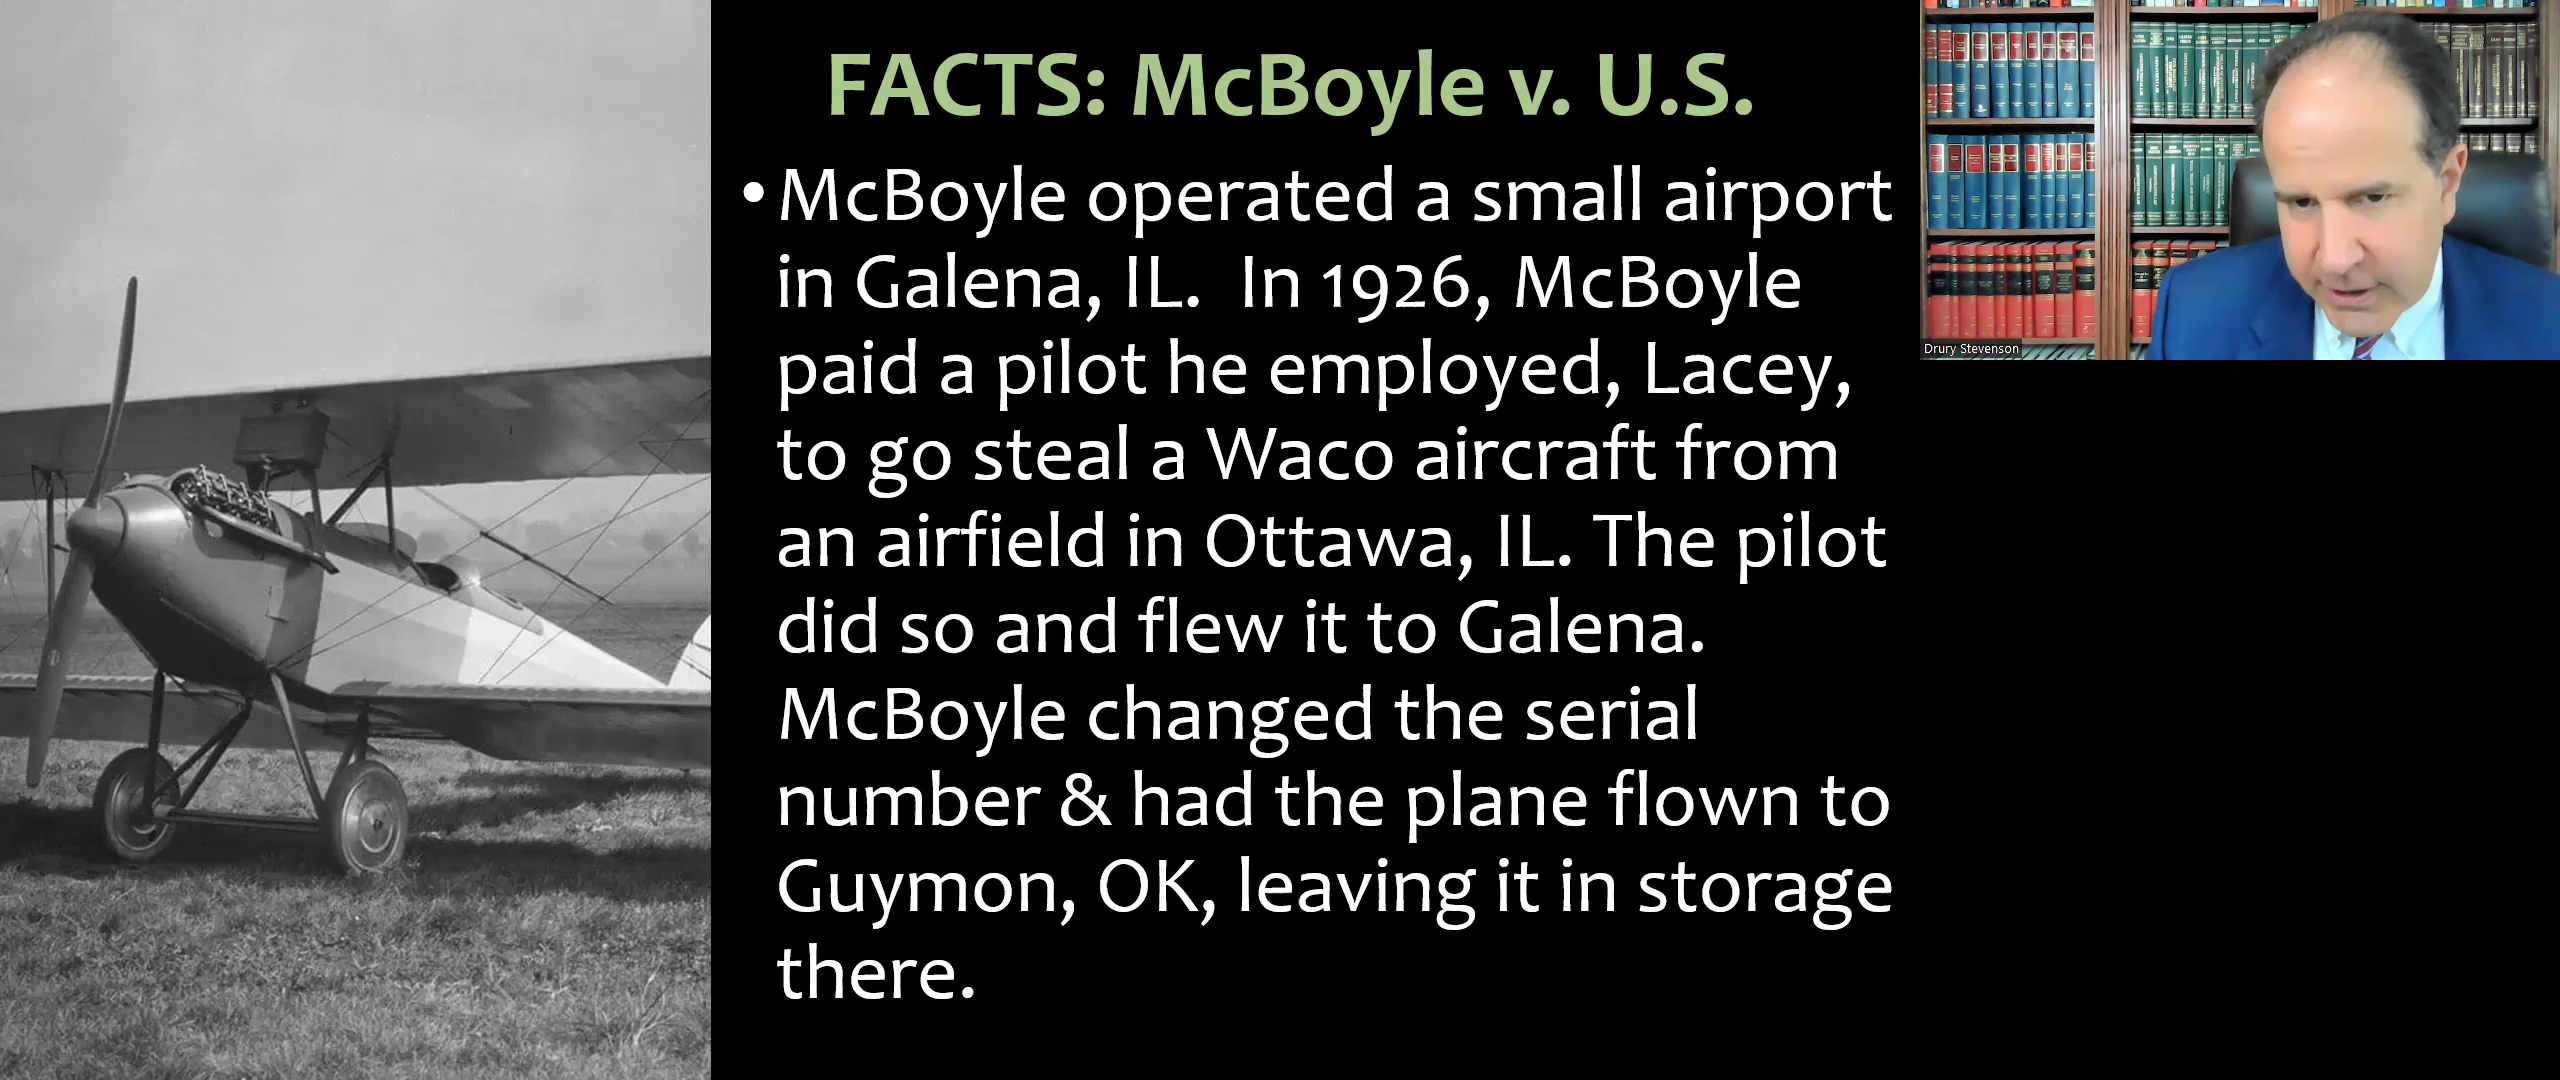 FACTS: McBoyle v. U.S.
• McBoyle operated a small airport
in Galena, IL.  In 1926, McBoyle
paid a pilot he employed, Lacey,
to go steal a Waco aircraft from
an airfield in Ottawa, IL. The pilot
did so and flew it to Galena.
McBoyle changed the serial
number & had the plane flown to
Guymon, OK, leaving it in storage
there.
Drury Stevenson